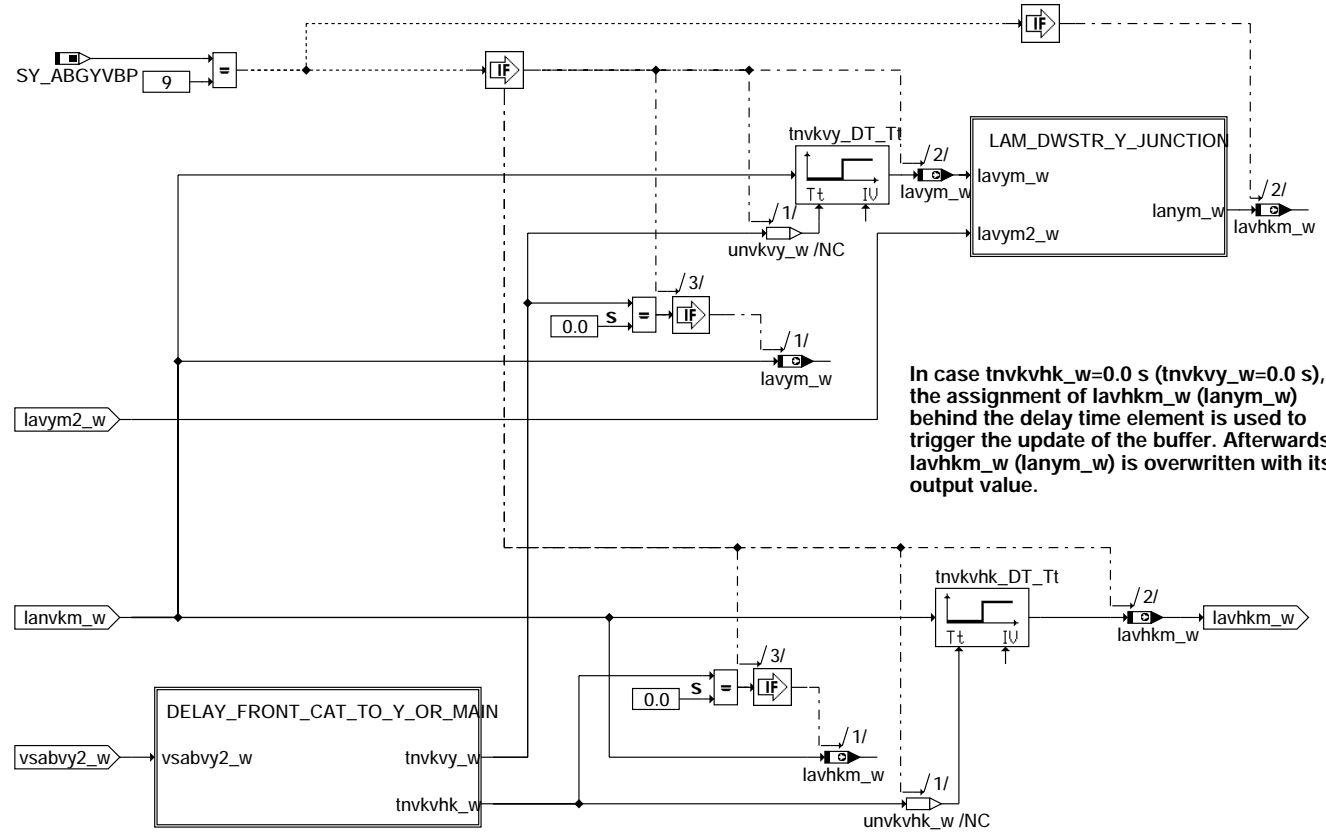 SY_ABGYVBP
9
=
IF
IF
tnvkvy_DT_Tt
Tt IV
/2/
lavym_w
/1/
unvkvy_w /NC
LAM_DWSTR_Y_JUNCTION
lavym_w
lanym_w
lavym2_w
/2/
lavhkm_w
/3/
0.0
s
=
IF
/1/
lavym_w
In case tnvkvhk_w=0.0 s (tnvkvy_w=0.0 s),
the assignment of lavhkm_w (lanym_w)
behind the delay time element is used to
trigger the update of the buffer. Afterwards
lavhkm_w (lanym_w) is overwritten with its
output value.
lavym2_w
lanvkm_w
tnvkvhk_DT_Tt
Tt IV
/2/
lavhkm_w
lavhkm_w
/3/
0.0
s
=
IF
/1/
lavhkm_w
DELAY_FRONT_CAT_TO_Y_OR_MAIN
vsabvy2_w
vsabvy2_w
tnvkvy_w
tnvkvhk_w
/1/
unvkvhk_w /NC